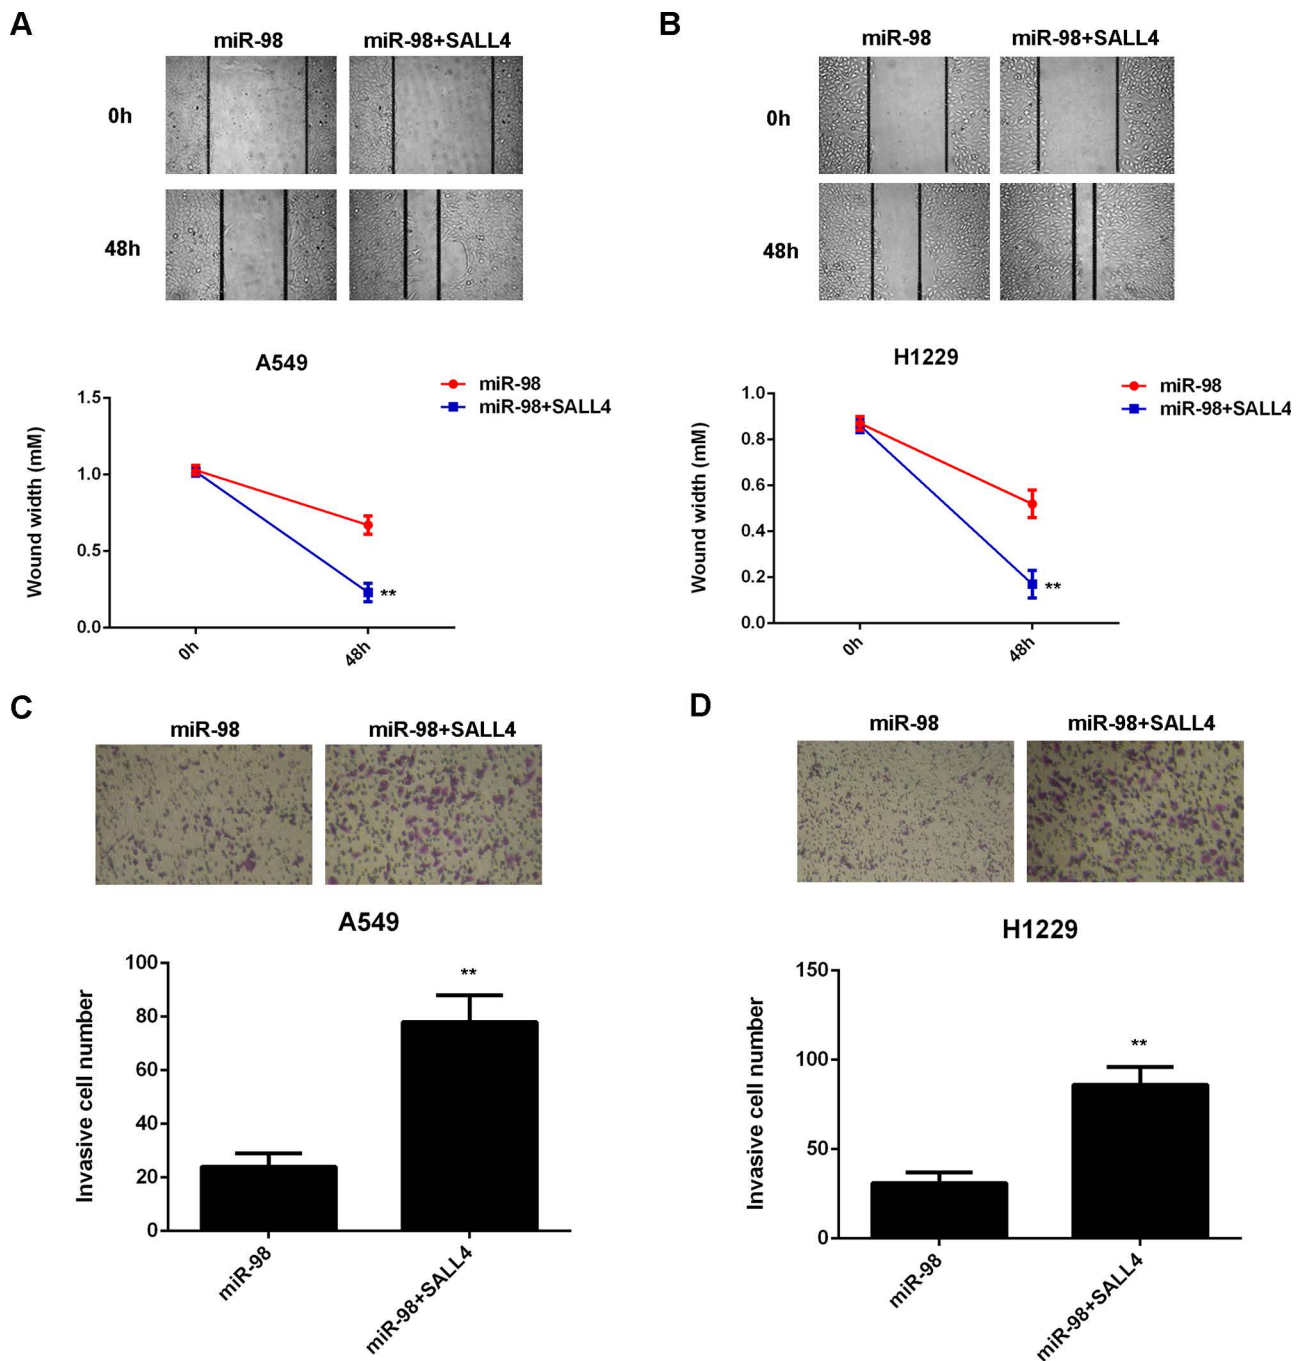 A
miR-98 miR-98+SALL4
0h
48h
A549
miR-98
miR-98+SALL4
Wound width (mM)
1.5
1.0
0.5
0.0
**
0h 48h
B
miR-98 miR-98+SALL4
0h
48h
H1229
miR-98
miR-98+SALL4
Wound width (mM)
1.0
0.8
0.6
0.4
0.2
0.0
**
0h 48h
C
miR-98 miR-98+SALL4
A549
Invasive cell number
100
80
60
40
20
0
**
miR-98 miR-98+SALL4
D
miR-98 miR-98+SALL4
H1229
Invasive cell number
150
100
50
0
**
miR-98 miR-98+SALL4